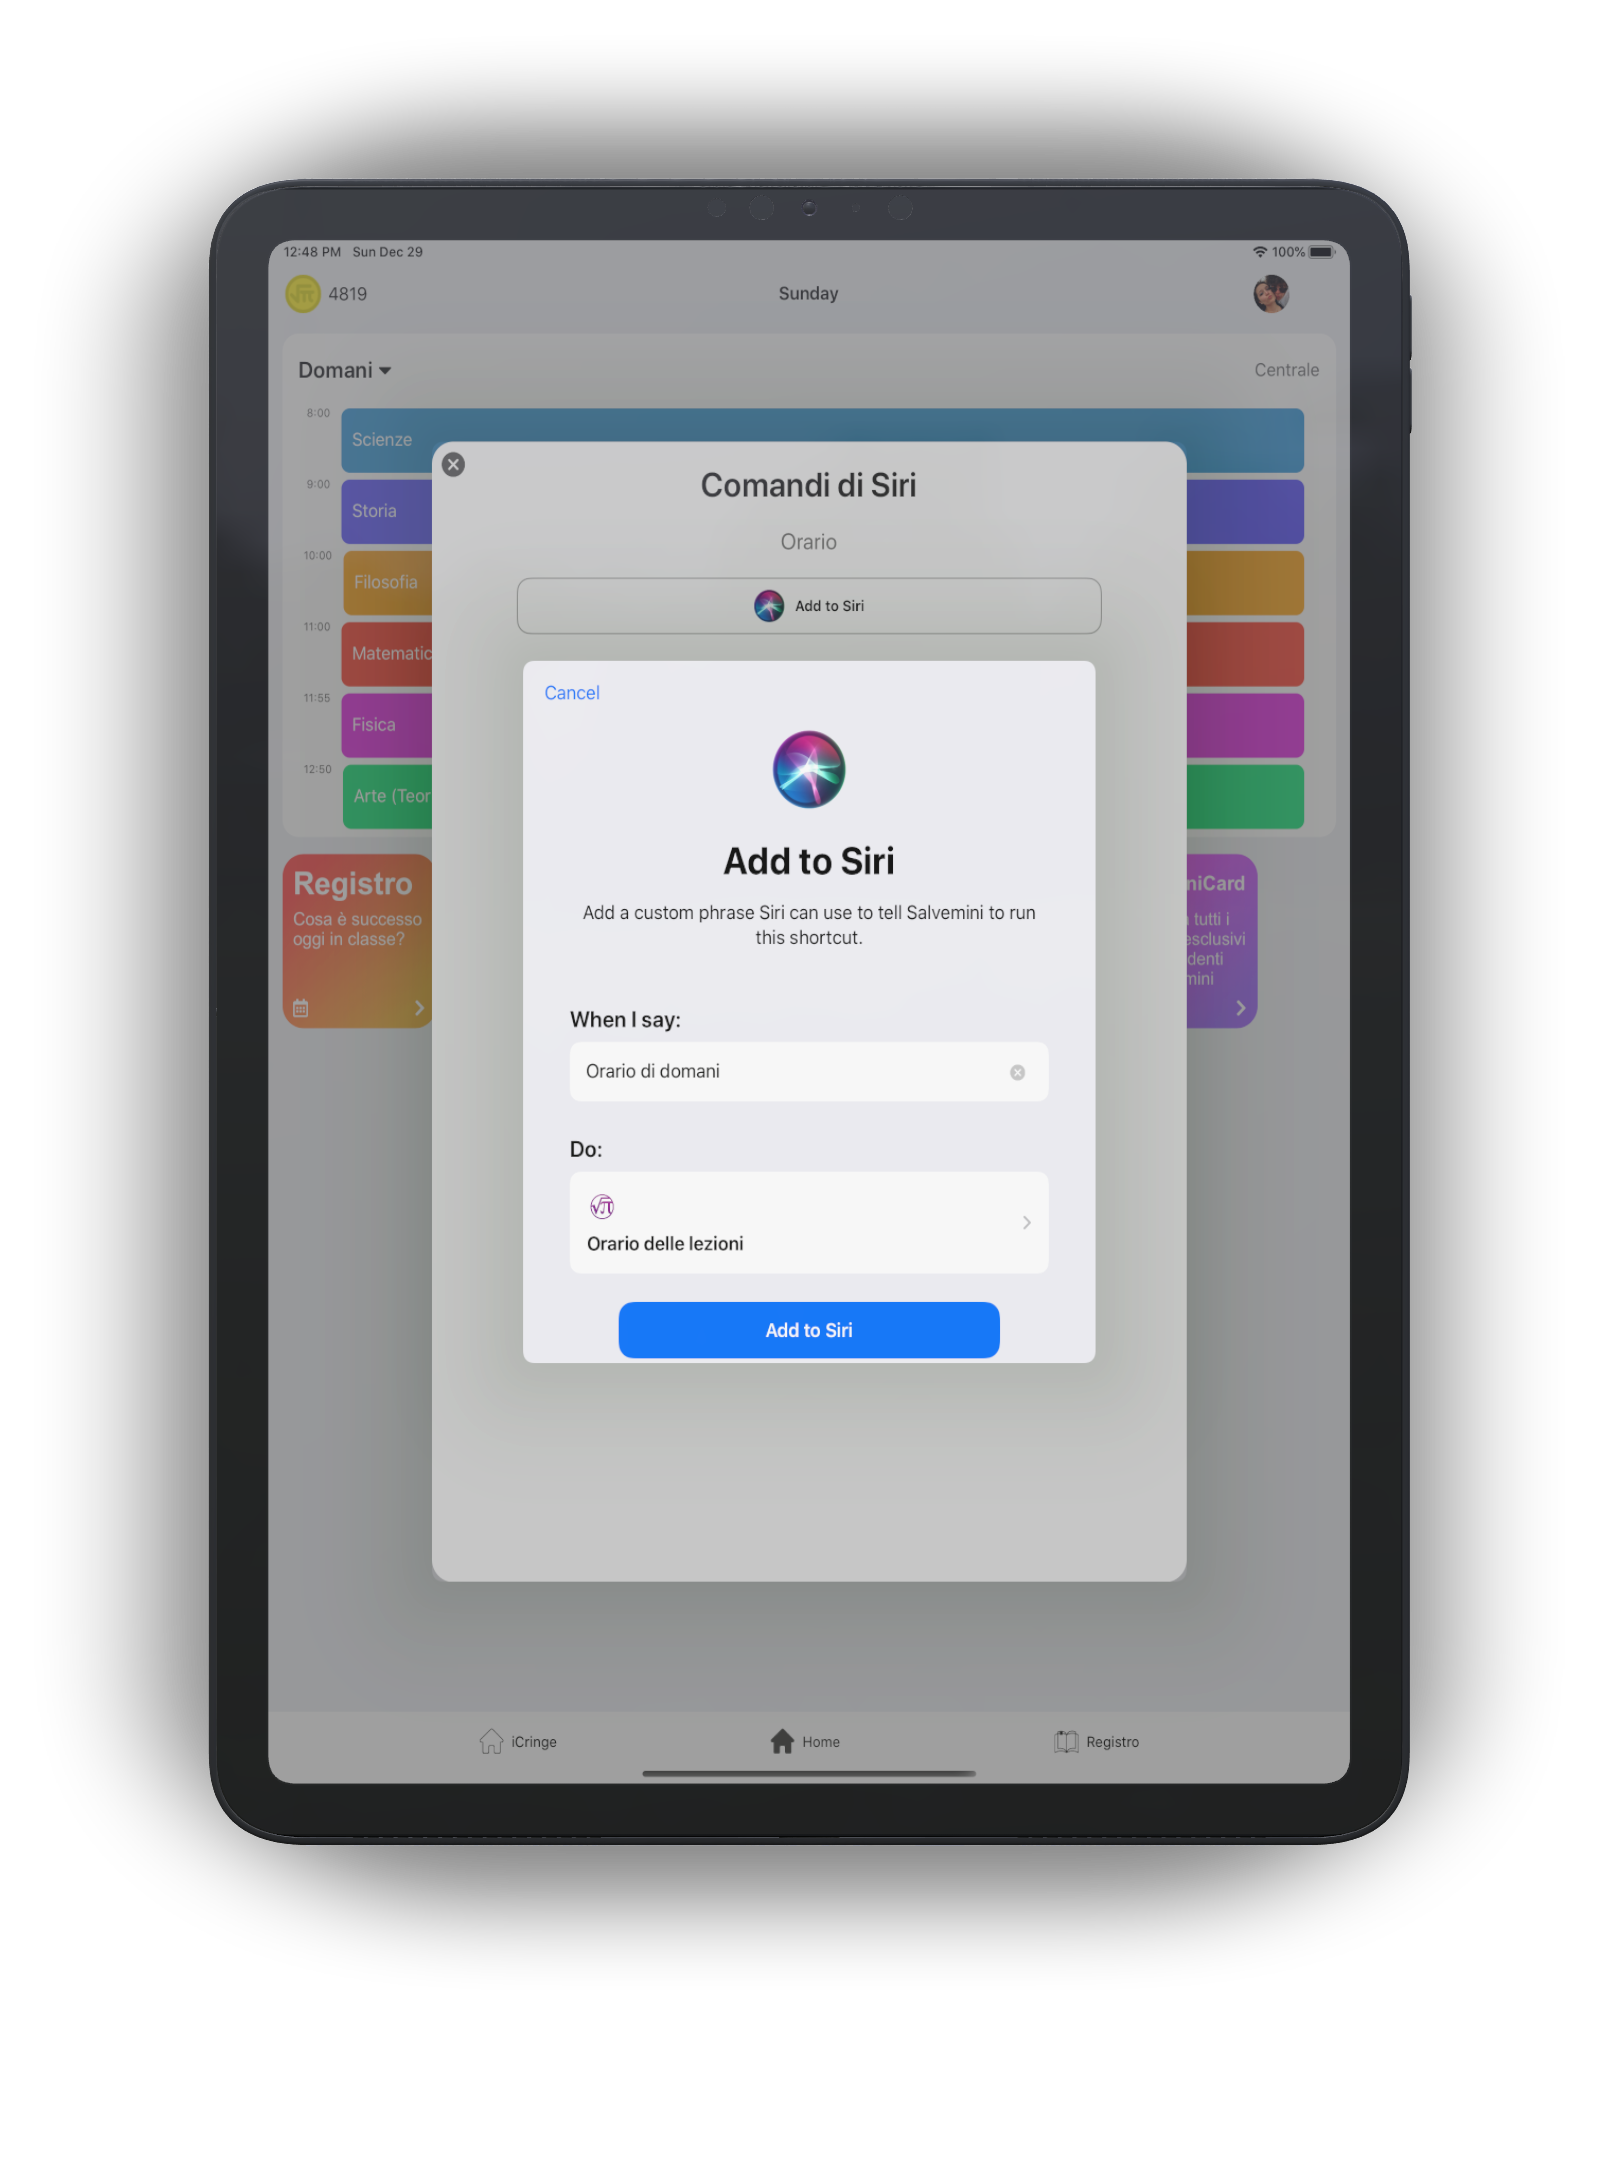 12:48 PM Sun Dec 29
100%
4819
Sunday
Domani
Centrale
8:00
Scienze
9:00
Storia
10:00
Filosofia
11:00
Matematic
11:55
Fisica
12:50
Arte (Teor
Comandi di Siri
Orario
Add to Siri
Cancel
Add to Siri
Add a custom phrase Siri can use to tell Salvemini to run
this shortcut.
When I say:
Orario di domani
Do:
Orario delle lezioni
Add to Siri
Registro
Cosa è successo
oggi in classe?
niCard
tutti i
esclusivi
denti
mini
iCringe
Home
Registro